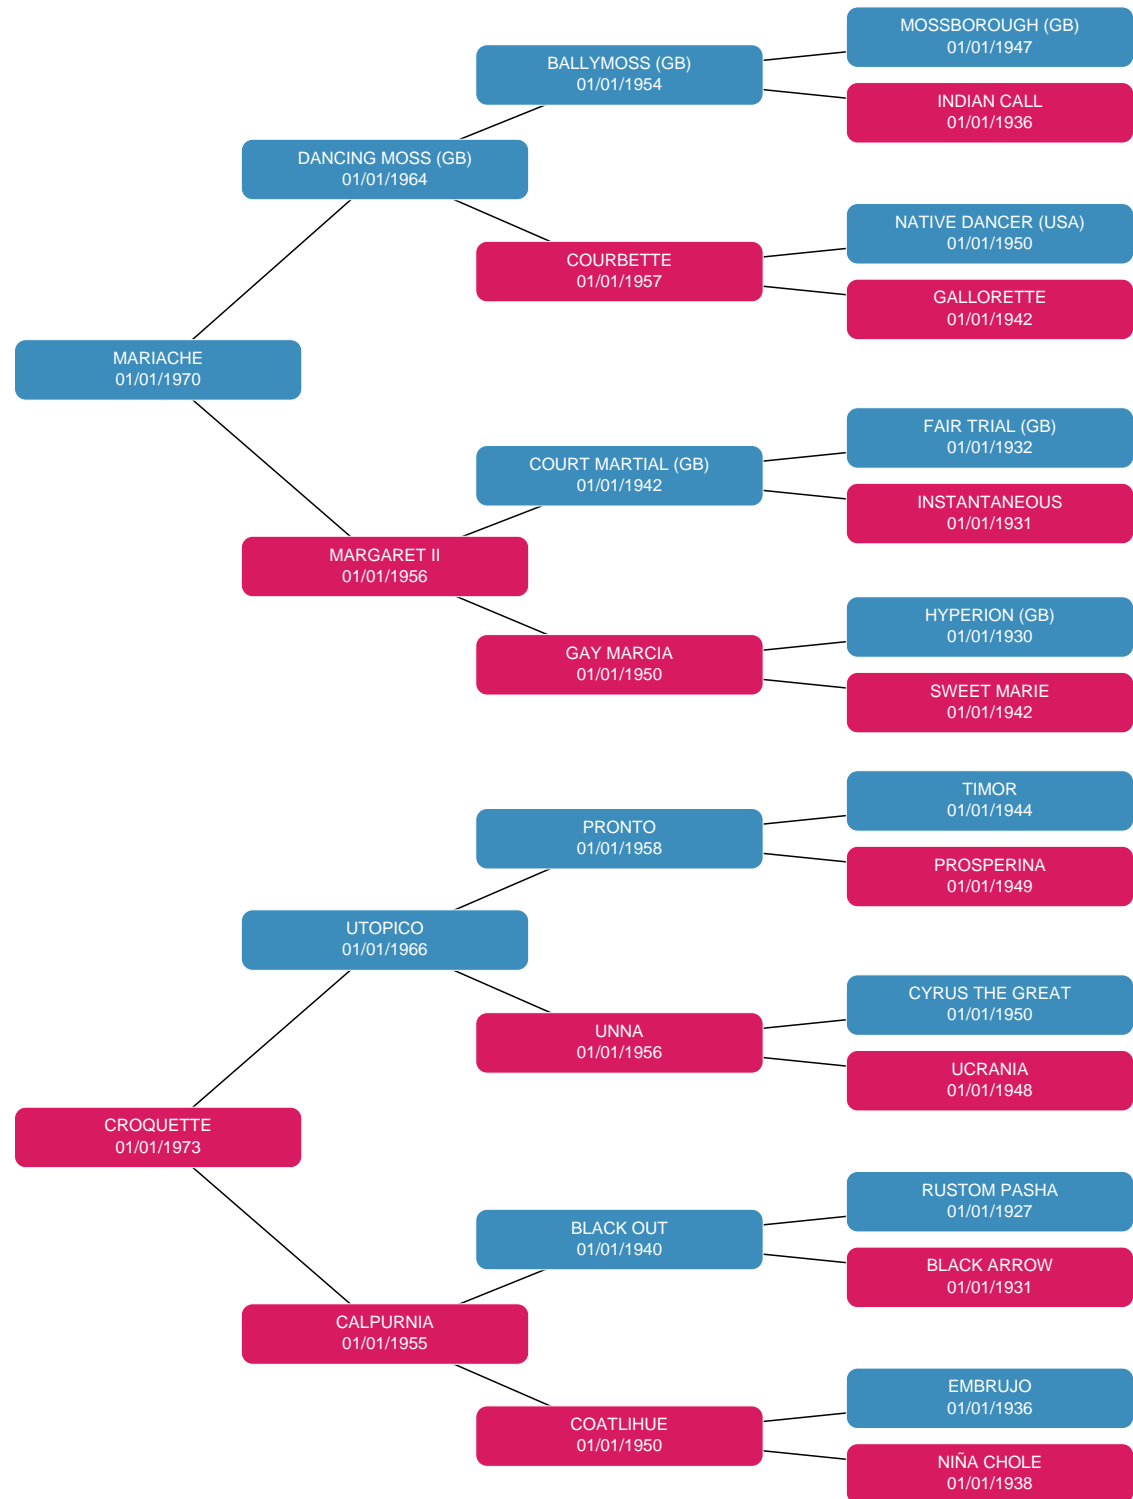 MOSSBOROUGH (GB)
01/01/1947
BALLYMOSS (GB)
01/01/1954
INDIAN CALL
01/01/1936
DANCING MOSS (GB)
01/01/1964
NATIVE DANCER (USA)
01/01/1950
COURBETTE
01/01/1957
GALLORETTE
01/01/1942
MARIACHE
01/01/1970
FAIR TRIAL (GB)
01/01/1932
COURT MARTIAL (GB)
01/01/1942
INSTANTANEOUS
01/01/1931
MARGARET II
01/01/1956
HYPERION (GB)
01/01/1930
GAY MARCIA
01/01/1950
SWEET MARIE
01/01/1942
TIMOR
01/01/1944
PRONTO
01/01/1958
PROSPERINA
01/01/1949
UTOPICO
01/01/1966
CYRUS THE GREAT
01/01/1950
UNNA
01/01/1956
UCRANIA
01/01/1948
CROQUETTE
01/01/1973
RUSTOM PASHA
01/01/1927
BLACK OUT
01/01/1940
BLACK ARROW
01/01/1931
CALPURNIA
01/01/1955
EMBRUJO
01/01/1936
COATLIHUE
01/01/1950
NIÑA CHOLE
01/01/1938